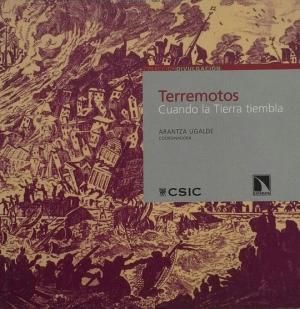 DIVULGACIÓN
Terremotos
Cuando la Tierra tiembla
ARANTZA UGALDE
COORDINADORA
CSIC